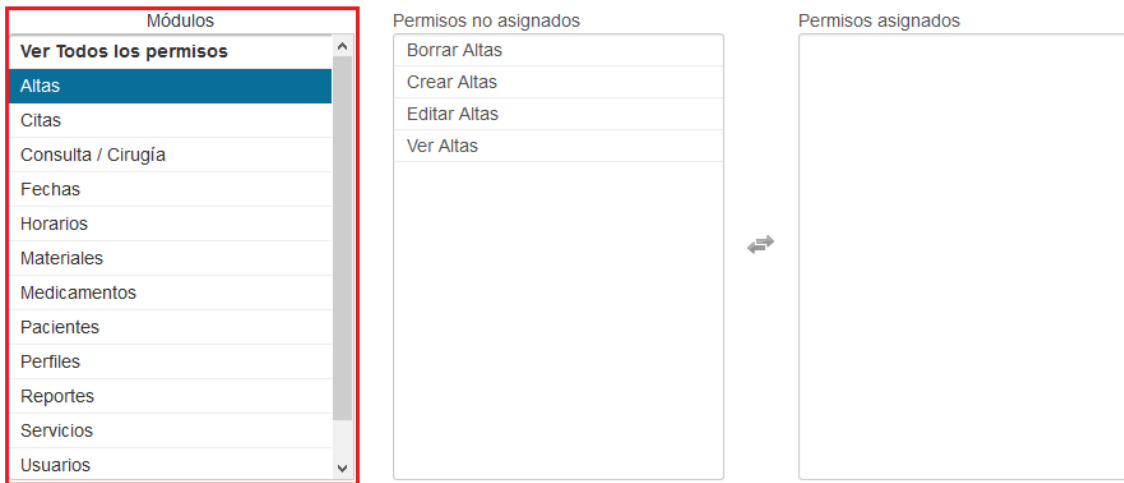 Módulos
Ver Todos los permisos
Altas
Citas
Consulta / Cirugía
Fechas
Horarios
Materiales
Medicamentos
Pacientes
Perfiles
Reportes
Servicios
Usuarios
Permisos no asignados
Borrar Altas
Crear Altas
Editar Altas
Ver Altas
Permisos asignados